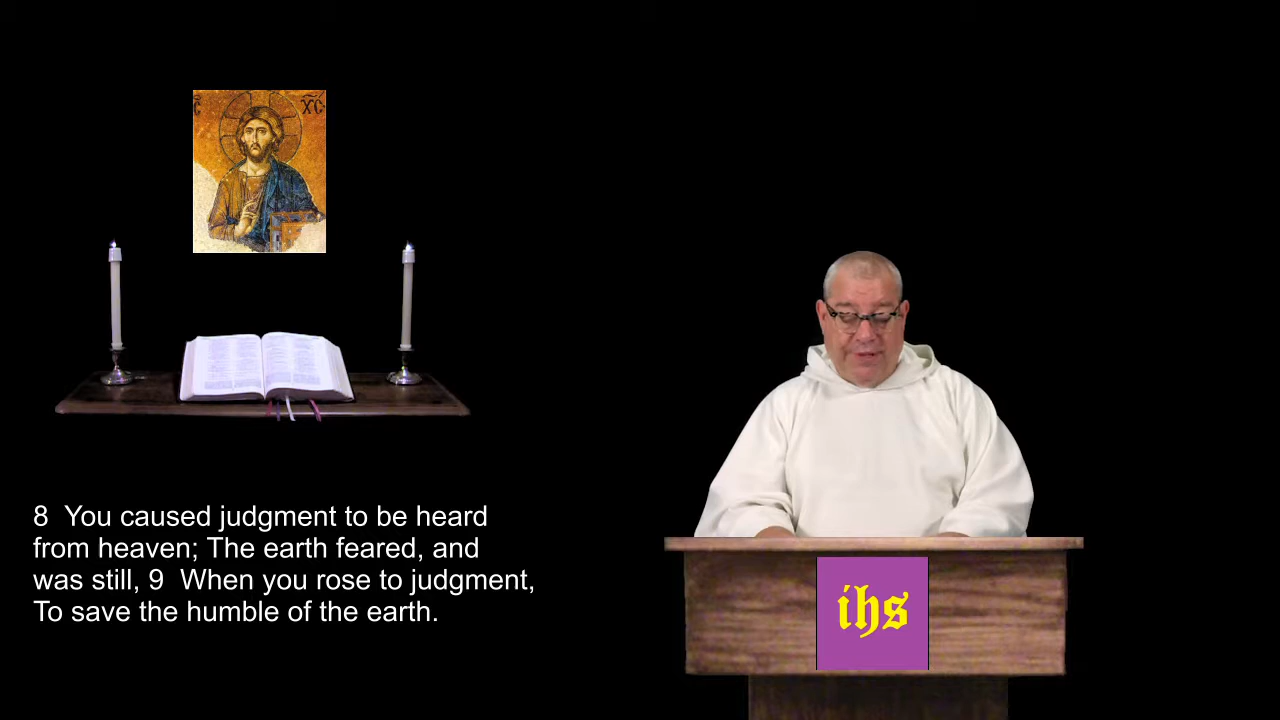 ΧC
8 You caused judgment to be heard
from heaven; The earth feared, and
was still, 9 When you rose to judgment,
To save the humble of the earth.
ihs